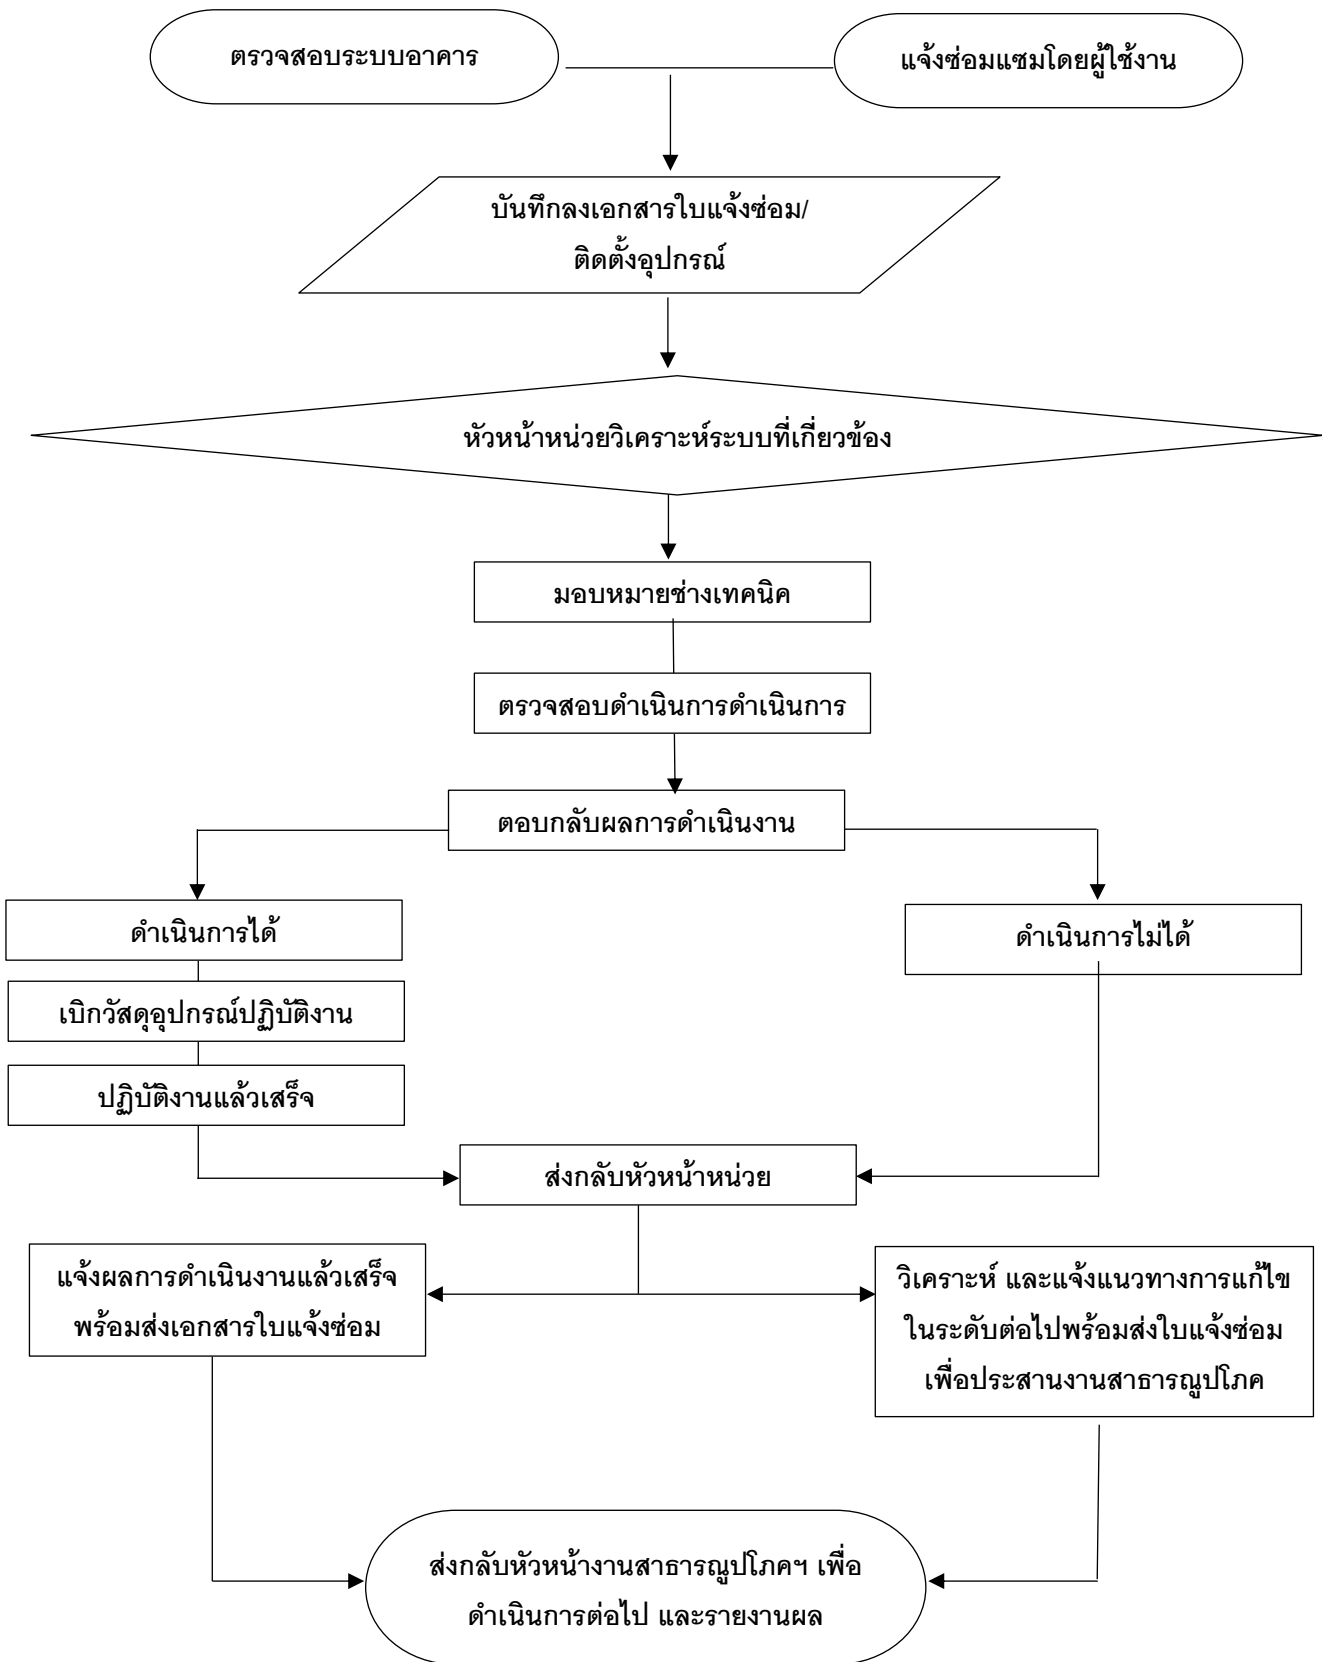 ตรวจสอบระบบอาคาร
แจ้งซ่อมแซมโดยผู้ใช้งาน
บันทึกลงเอกสารใบแจ้งซ่อม/
ติดตั้งอุปกรณ์
หัวหน้าหน่วยวิเคราะห์ระบบที่เกี่ยวข้อง
มอบหมายช่างเทคนิค
ตรวจสอบดำเนินการดำเนินการ
ตอบกลับผลการดำเนินงาน
ดำเนินการได้
ดำเนินการไม่ได้
เบิกวัสดุอุปกรณ์ปฏิบัติงาน
ปฏิบัติงานแล้วเสร็จ
ส่งกลับหัวหน้าหน่วย
แจ้งผลการดำเนินงานแล้วเสร็จ
พร้อมส่งเอกสารใบแจ้งซ่อม
วิเคราะห์ และแจ้งแนวทางการแก้ไข
ในระดับต่อไปพร้อมส่งใบแจ้งซ่อม
เพื่อประสานงานสาธารณูปโภค
ส่งกลับหัวหน้างานสาธารณูปโภคฯ เพื่อ
ดำเนินการต่อไป และรายงานผล